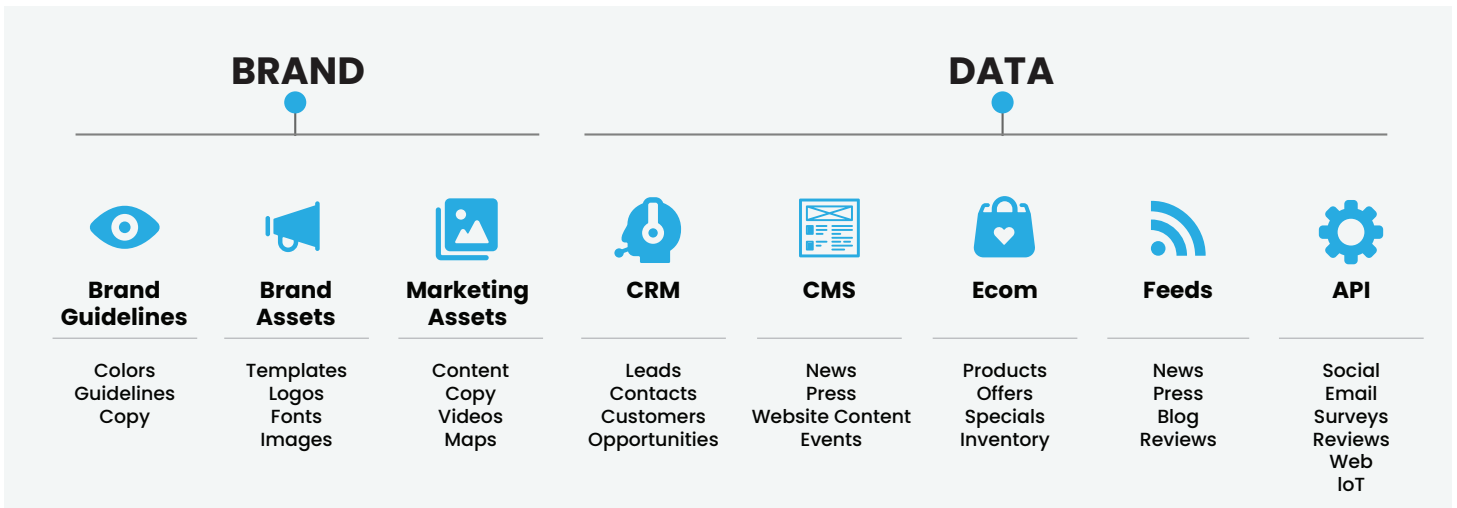 BRAND
DATA
Brand
Guidelines
Brand
Assets
Marketing
Assets
CRM
CMS
Ecom
Feeds
API
Colors
Guidelines
Copy
Templates
Logos
Fonts
Images
Content
Copy
Videos
Maps
Leads
Contacts
Customers
Opportunities
News
Press
Website Content
Events
Products
Offers
Specials
Inventory
News
Press
Blog
Reviews
Social
Email
Surveys
Reviews
Web
IoT